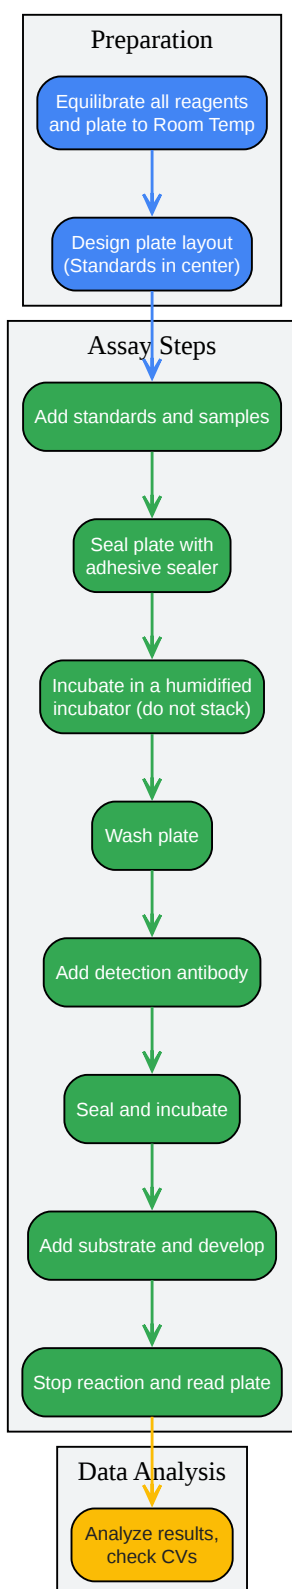 Preparation
Equilibrate all reagents
and plate to Room Temp
Design plate layout
(Standards in center)
Assay Steps
Add standards and samples
Seal plate with
adhesive sealer
Incubate in a humidified
incubator (do not stack)
Wash plate
Add detection antibody
Seal and incubate
Add substrate and develop
Stop reaction and read plate
Data Analysis
Analyze results,
check CVs